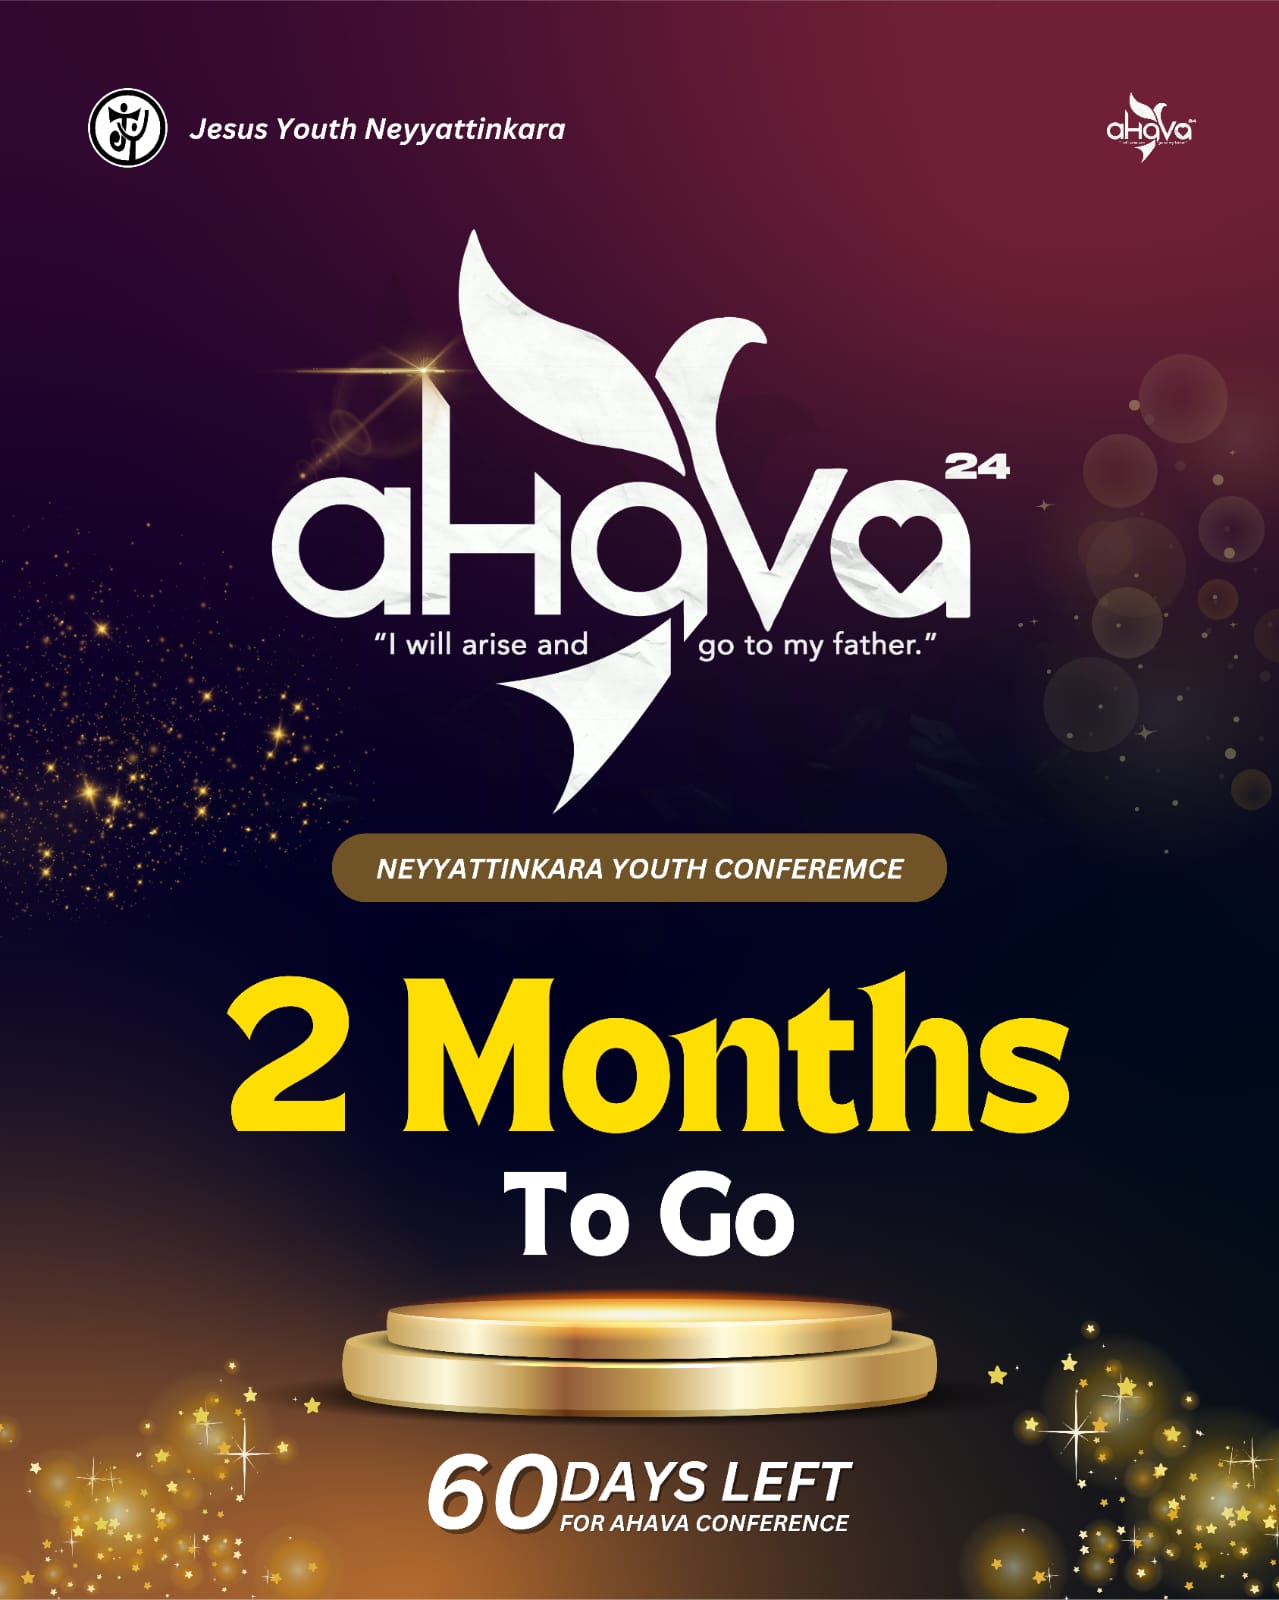 Jesus Youth Neyyattinkara
aHava
aHava 24
“I will arise and go to my father.”
NEYYATTINKARA YOUTH CONFEREMCE
2 Months
To Go
60 DAYS LEFT
FOR AHAVA CONFERENCE